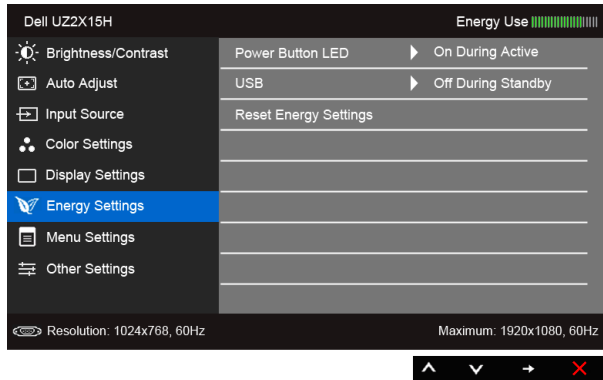 Dell UZ2X15H Energy Use
Brightness/Contrast Power Button LED On During Active
Auto Adjust USB Off During Standby
Input Source Reset Energy Settings
Color Settings
Display Settings
Energy Settings
Menu Settings
Other Settings
Resolution: 1024x768, 60Hz Maximum: 1920x1080, 60Hz